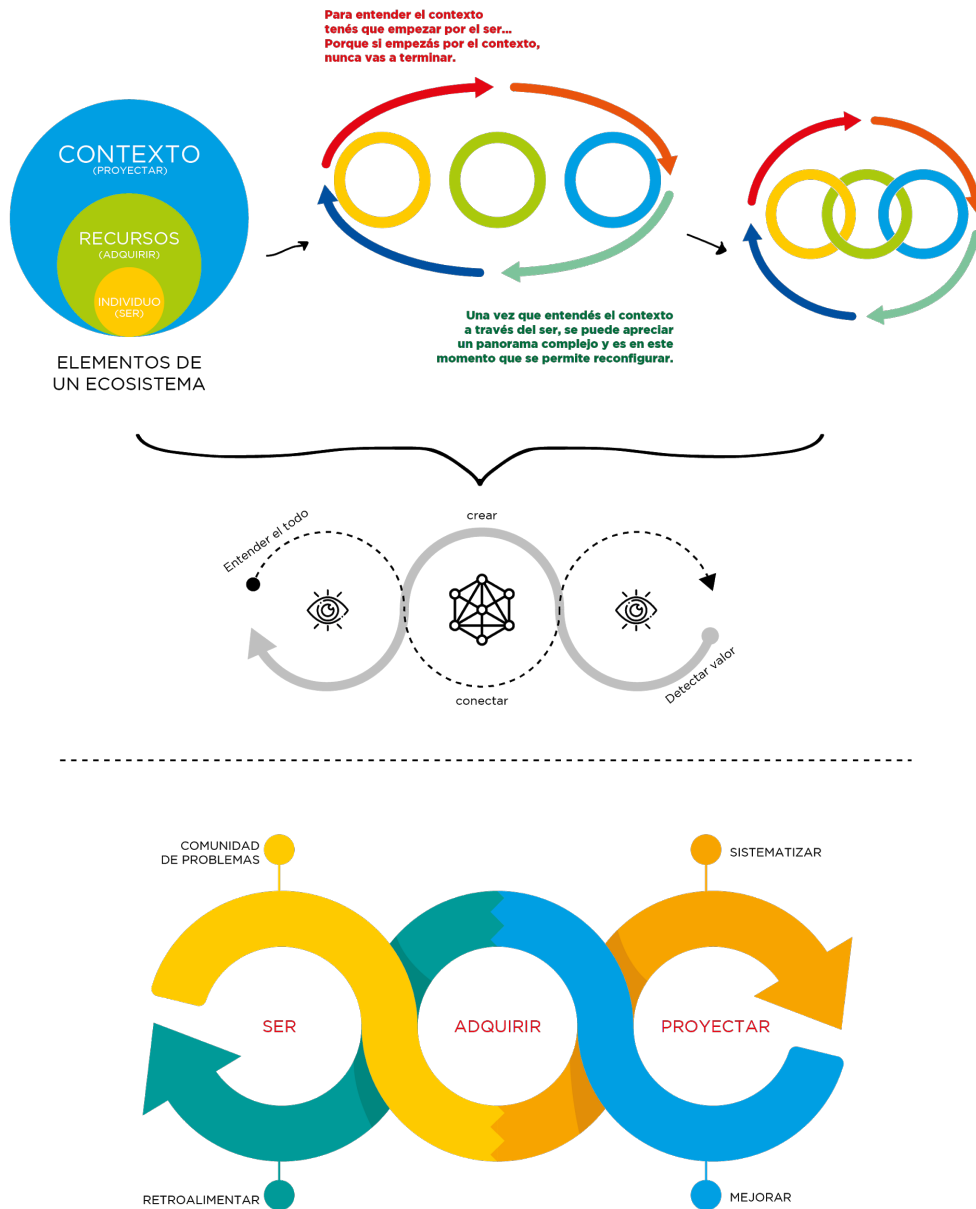 Para entender el contexto
tenés que empezar por el ser...
Porque si empezás por el contexto,
nunca vas a terminar.
CONTEXTO
(PROYECTAR)
RECURSOS
(ADQUIRIR)
INDIVIDUO
(SER)
ELEMENTOS DE
UN ECOSISTEMA
Una vez que entendés el contexto
a través del ser, se puede apreciar
un panorama complejo y es en este
momento que se permite reconfigurar.
Entender el todo
crear
conectar
Detectar valor
COMUNIDAD
DE PROBLEMAS
SISTEMATIZAR
SER
ADQUIRIR
PROYECTAR
RETROALIMENTAR
MEJORAR